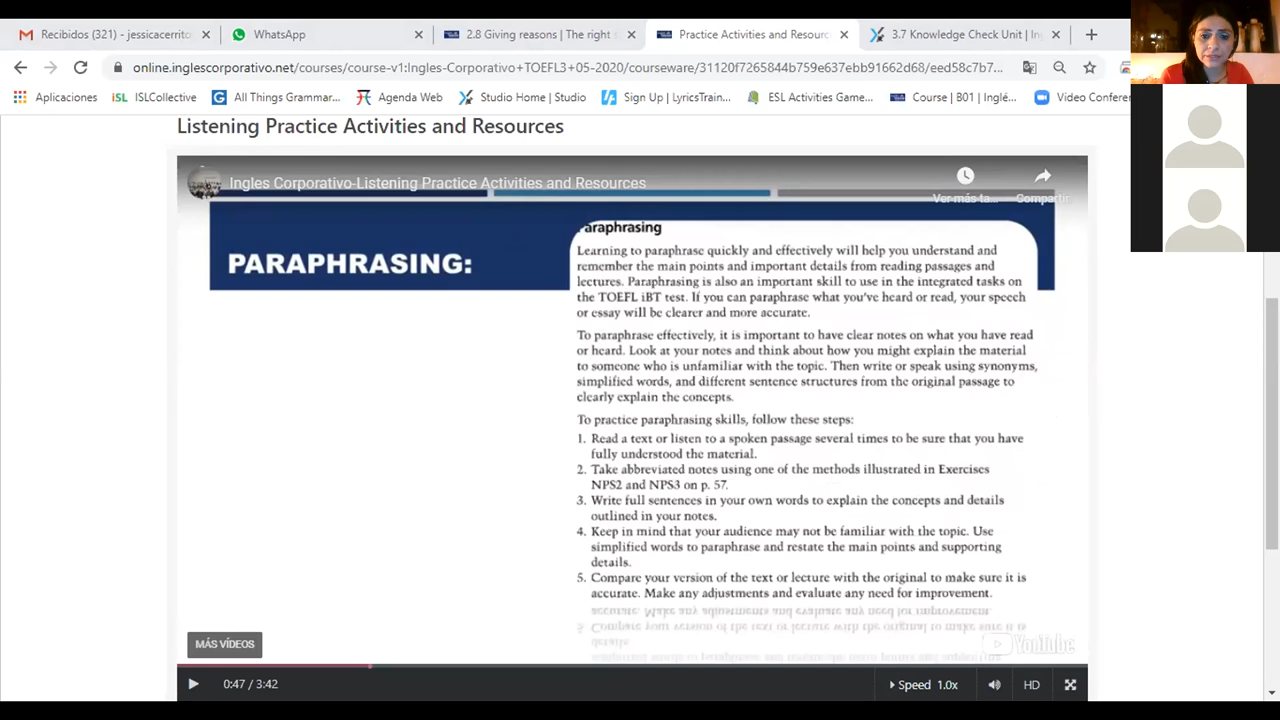 Recibidos (321) - jessicacerrito
WhatsApp
2.8 Giving reasons | The right
Practice Activities and Resourc
3.7 Knowledge Check Unit | In
online.inglescorporativo.net/courses/course-v1:Ingles-Corporativo+TOEFL3+05-2020/courseware/31120f7265844b759e637ebb91662d68/eed58c7b7...
Aplicaciones
iSLCollective
All Things Grammar...
Agenda Web
Studio Home | Studio
Sign Up | LyricsTrain...
ESL Activities Game...
Course | B01 | Inglé...
Video Conferen
Listening Practice Activities and Resources
Ingles Corporativo-Listening Practice Activities and Resources
Ver más ta...
Compartir
PARAPHRASING:
araphrasing
Learning to paraphrase quickly and effectively will help you understand and
remember the main points and important details from reading passages and
lectures. Paraphrasing is also an important skill to use in the integrated tasks on
the TOEFL iBT test. If you can paraphrase what you've heard or read, your speech
or essay will be clearer and more accurate.
To paraphrase effectively, it is important to have clear notes on what you have read
or heard. Look at your notes and think about how you might explain the material
to someone who is unfamiliar with the topic. Then write or speak using synonyms,
simplified words, and different sentence structures from the original passage to
clearly explain the concepts.
To practice paraphrasing skills, follow these steps:
1. Read a text or listen to a spoken passage several times to be sure that you have
fully understood the material.
2. Take abbreviated notes using one of the methods illustrated in Exercises
NPS2 and NPS3 on p. 57.
3. Write full sentences in your own words to explain the concepts and details
outlined in your notes.
4. Keep in mind that your audience may not be familiar with the topic. Use
simplified words to paraphrase and restate the main points and supporting
details.
5. Compare your version of the text or lecture with the original to make sure it is
accurate. Make any adjustments and evaluate any need for improvement.
MÁS VÍDEOS
YouTube
0:47 / 3:42
Speed 1.0x
HD